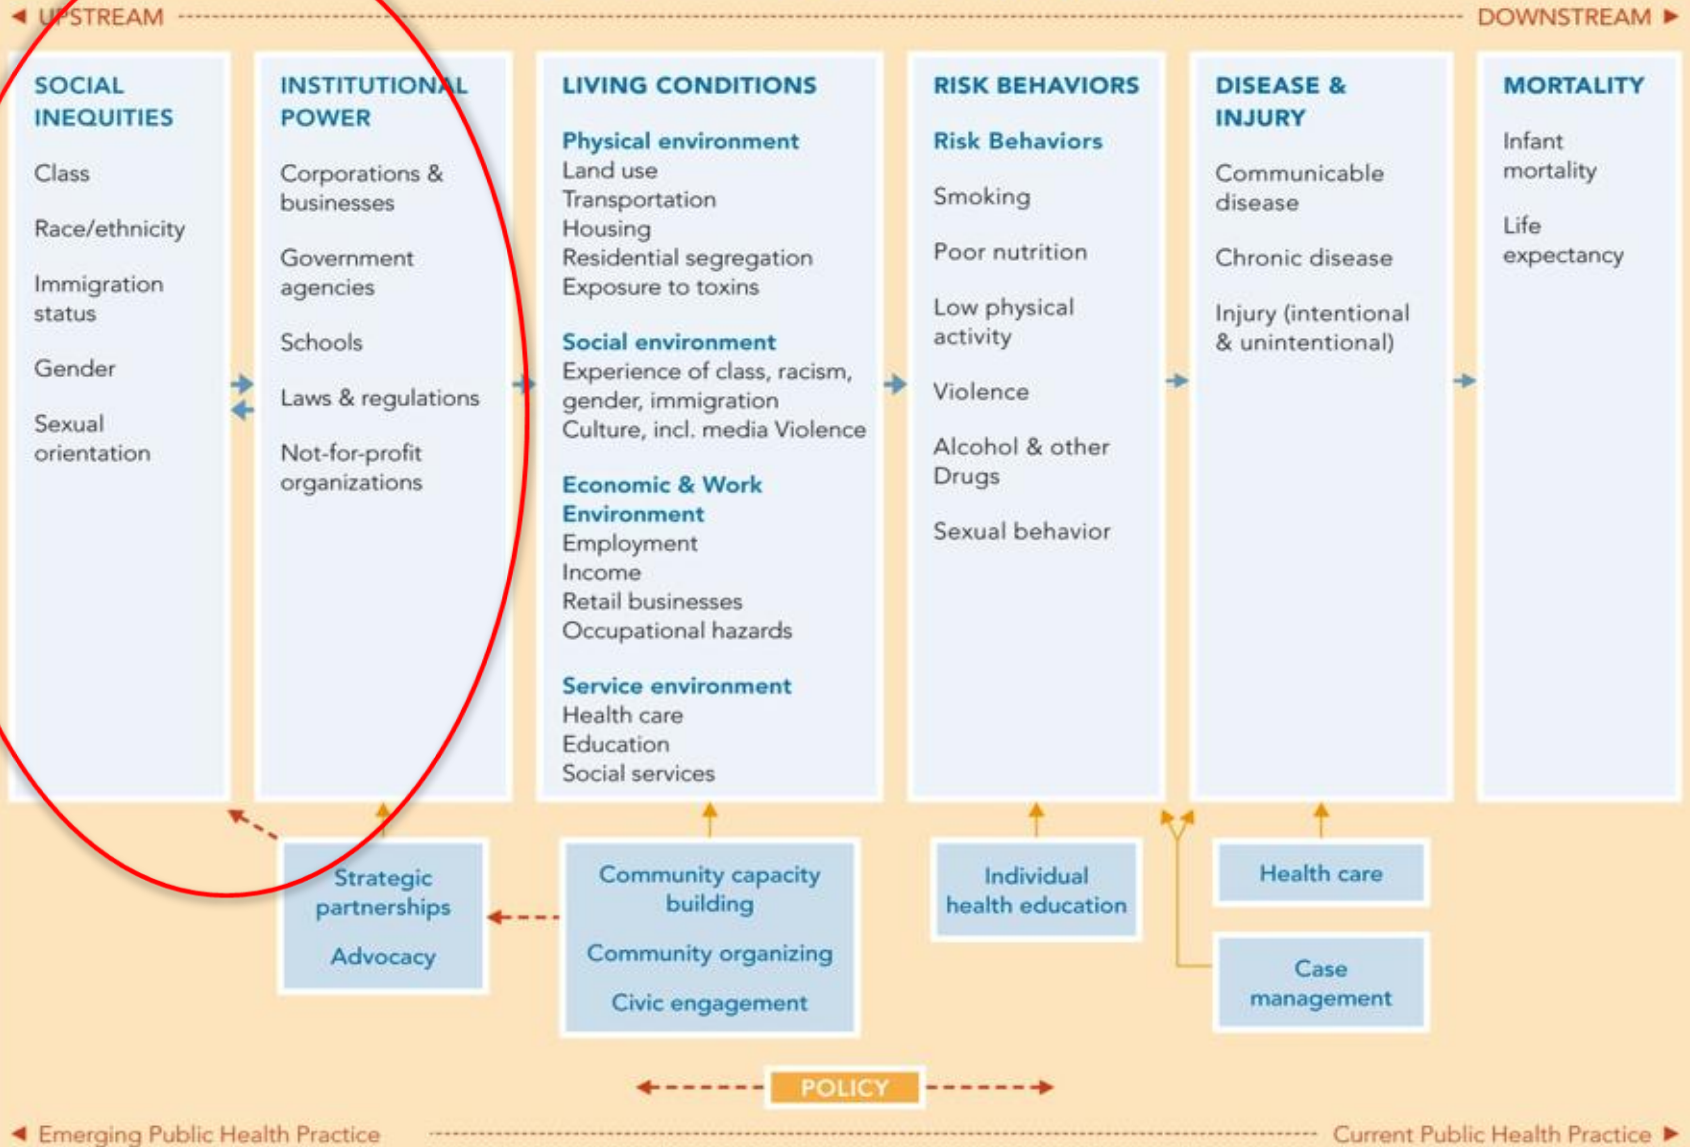 ◄ UPSTREAM
DOWNSTREAM ►
SOCIAL
INEQUITIES
Class
Race/ethnicity
Immigration
status
Gender
Sexual
orientation
INSTITUTIONAL
POWER
Corporations &
businesses
Government
agencies
Schools
Laws & regulations
Not-for-profit
organizations
LIVING CONDITIONS
Physical environment
Land use
Transportation
Housing
Residential segregation
Exposure to toxins
Social environment
Experience of class, racism,
gender, immigration
Culture, incl. media Violence
Economic & Work
Environment
Employment
Income
Retail businesses
Occupational hazards
Service environment
Health care
Education
Social services
RISK BEHAVIORS
Risk Behaviors
Smoking
Poor nutrition
Low physical
activity
Violence
Alcohol & other
Drugs
Sexual behavior
DISEASE &
INJURY
Communicable
disease
Chronic disease
Injury (intentional
& unintentional)
MORTALITY
Infant
mortality
Life
expectancy
Strategic
partnerships
Advocacy
Community capacity
building
Community organizing
Civic engagement
Individual
health education
Health care
Case
management
POLICY
◄ Emerging Public Health Practice
Current Public Health Practice ►